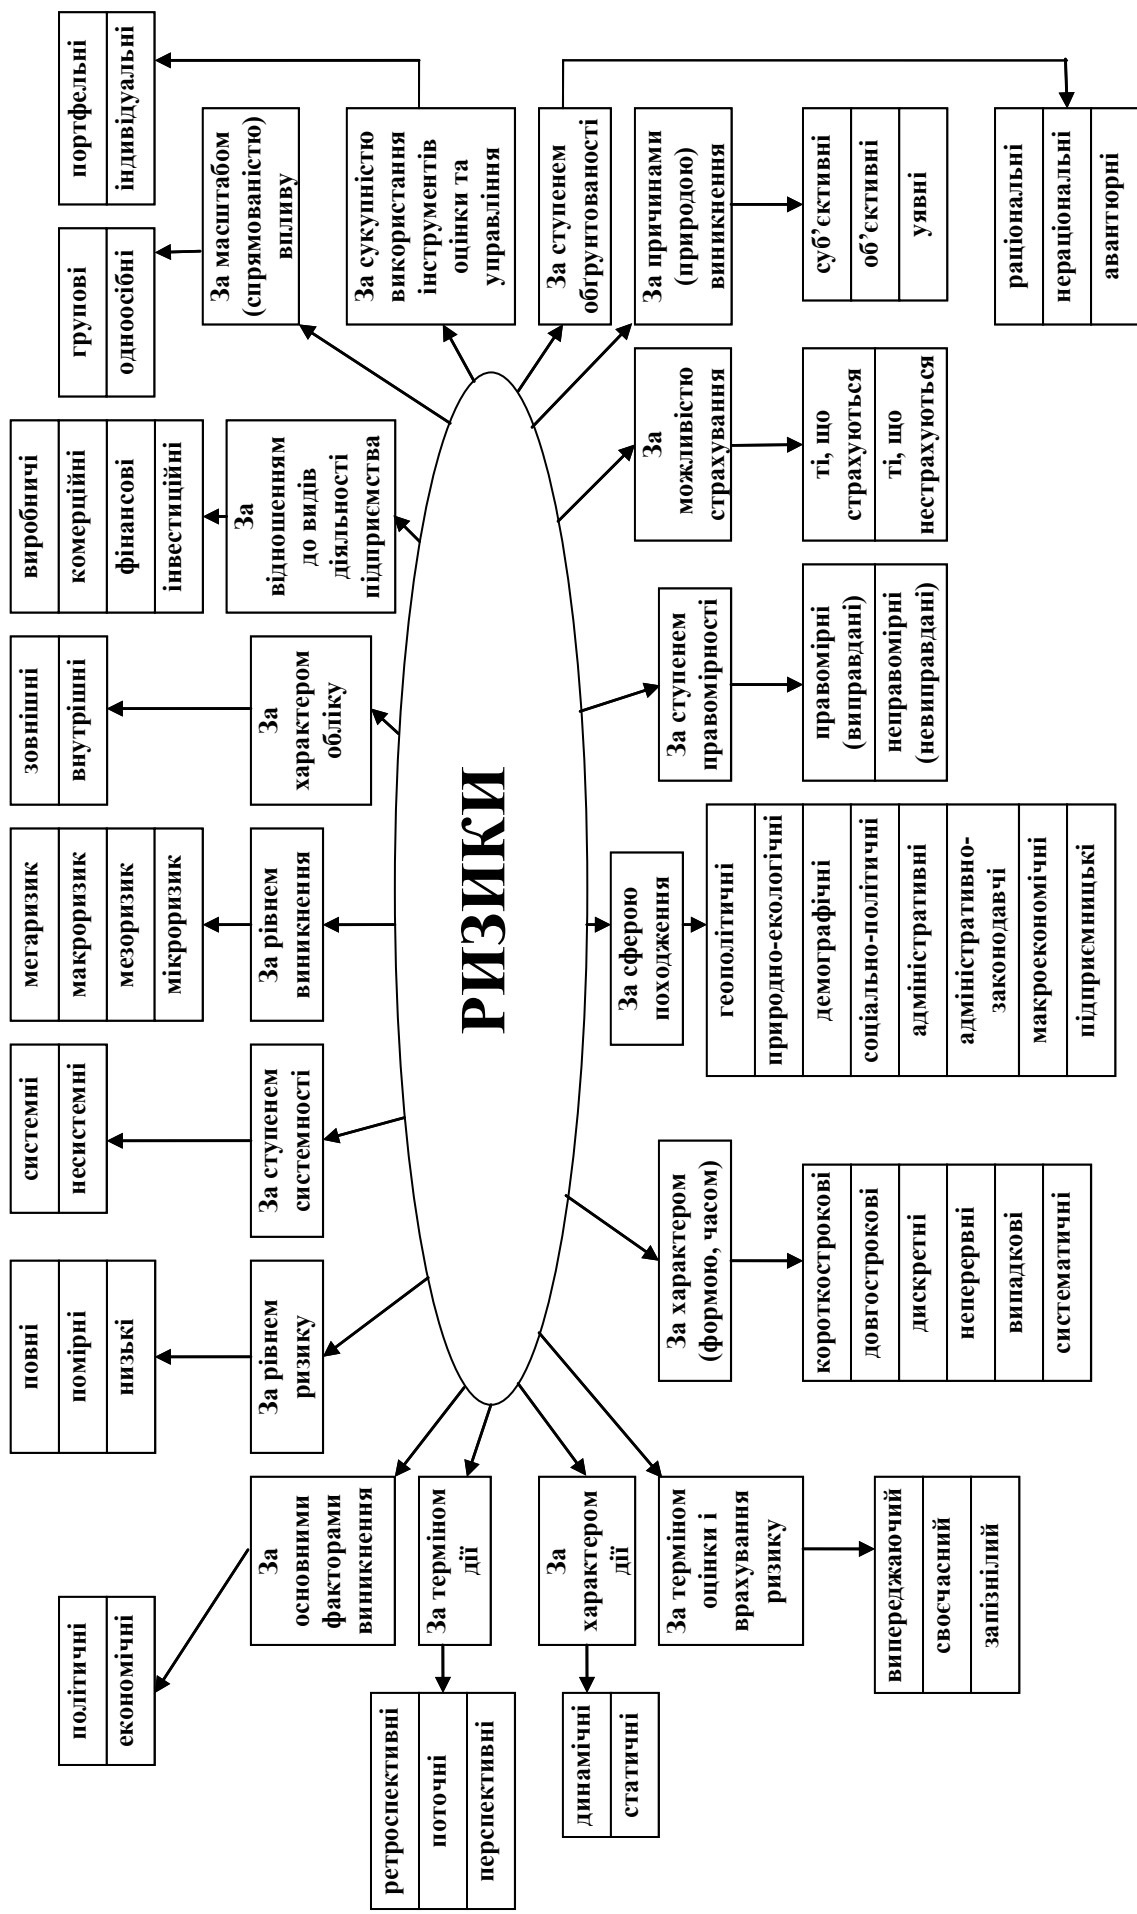 політичні
економічні
повні
помірні
низькі
системні
несистемні
мегаризик
макроризик
мезоризик
мікроризик
зовнішні
внутрішні
виробничі
комерційні
фінансові
інвестиційні
групові
одноосібні
портфельні
індивідуальні
За
основними
факторами
виникнення
За рівнем
ризику
За ступенем
системності
За рівнем
виникнення
За
характером
обліку
За
відношенням
до видів
діяльності
підприємства
За масштабом
(спрямованістю)
впливу
За сукупністю
використання
інструментів
оцінки та
управління
ретроспективні
поточні
перспективні
За терміном
дії
РИЗИКИ
За ступенем
обґрунтованості
динамічні
статичні
За
характером
дії
За терміном
оцінки і
врахування
ризику
За характером
(формою, часом)
За сферою
походження
За ступенем
правомірності
За
можливістю
страхування
За причинами
(природою)
виникнення
випереджаючий
своєчасний
запізнілий
короткострокові
довгострокові
дискретні
неперервні
випадкові
систематичні
геополітичні
природно-екологічні
демографічні
соціально-політичні
адміністративні
адміністративно-
законодавчі
макроекономічні
підприємницькі
правомірні
(виправдані)
неправомірні
(невиправдані)
ті, що
страхуються
ті, що
нестрахуються
суб’єктивні
об’єктивні
уявні
раціональні
нераціональні
авантюрні